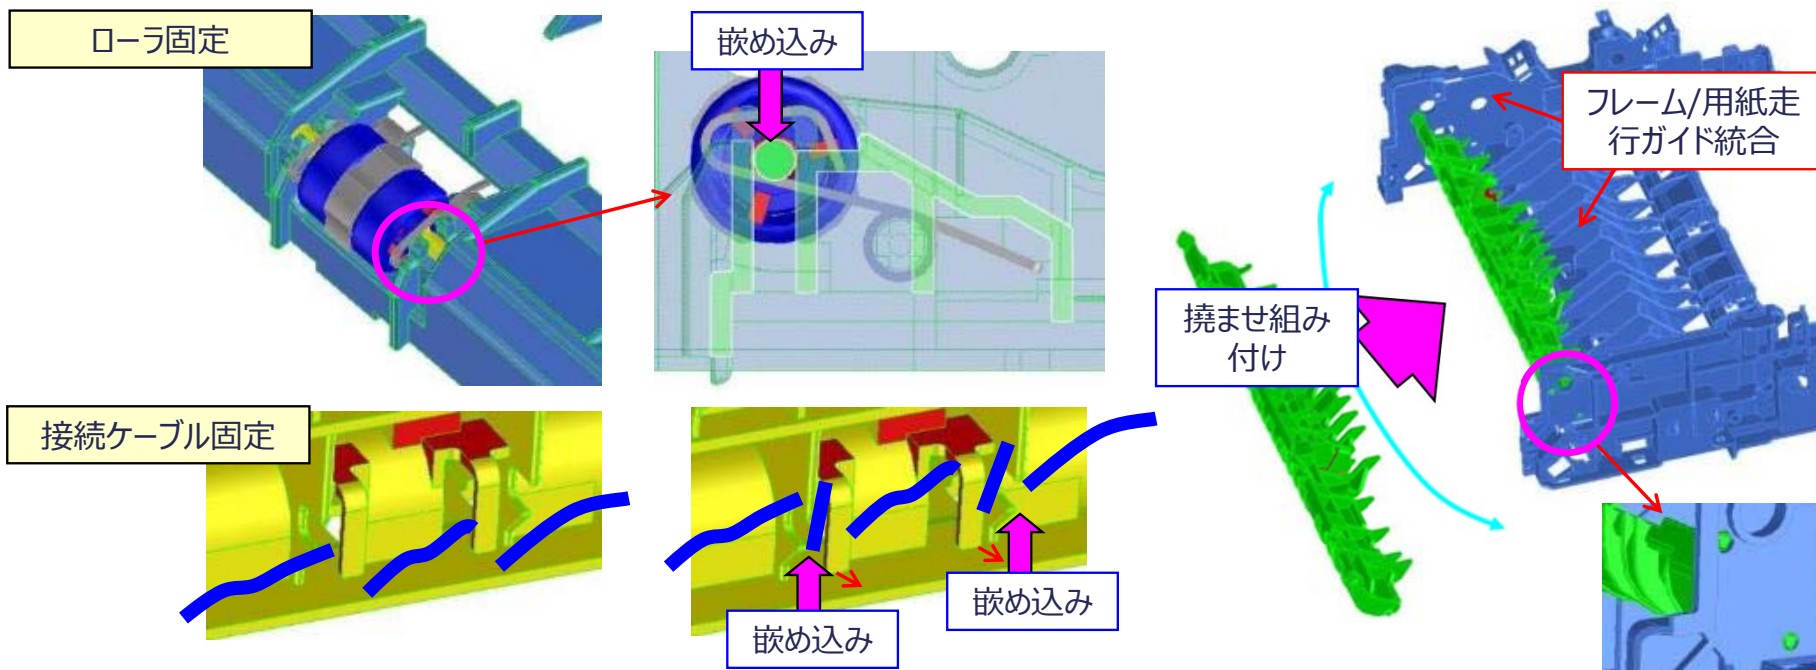 ローラ固定
嵌め込み
フレーム/用紙走
行ガイド統合
撓ませ組み
付け
接続ケーブル固定
嵌め込み
嵌め込み